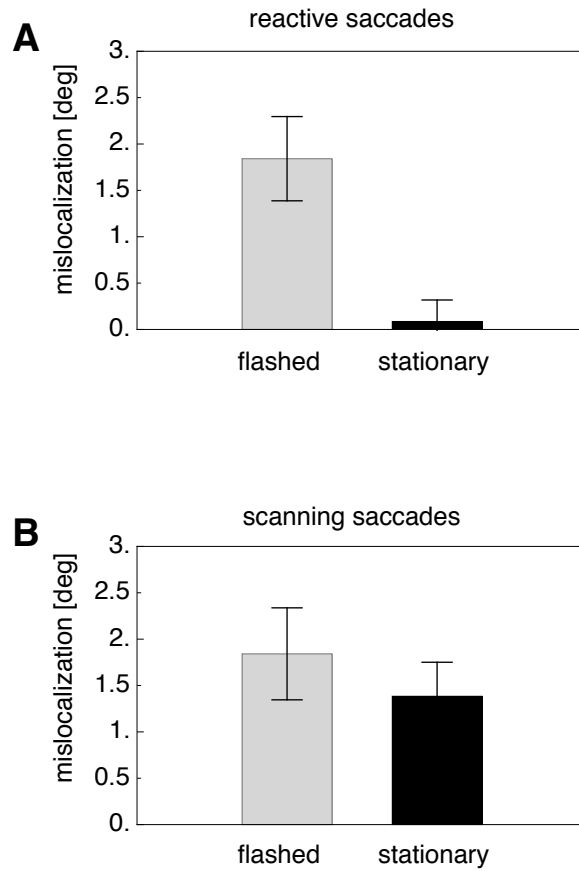 reactive saccades
A
mislocalization [deg]
3.
2.5
2.
1.5
1.
0.5
0.
flashed stationary
scanning saccades
B
mislocalization [deg]
3.
2.5
2.
1.5
1.
0.5
0.
flashed stationary